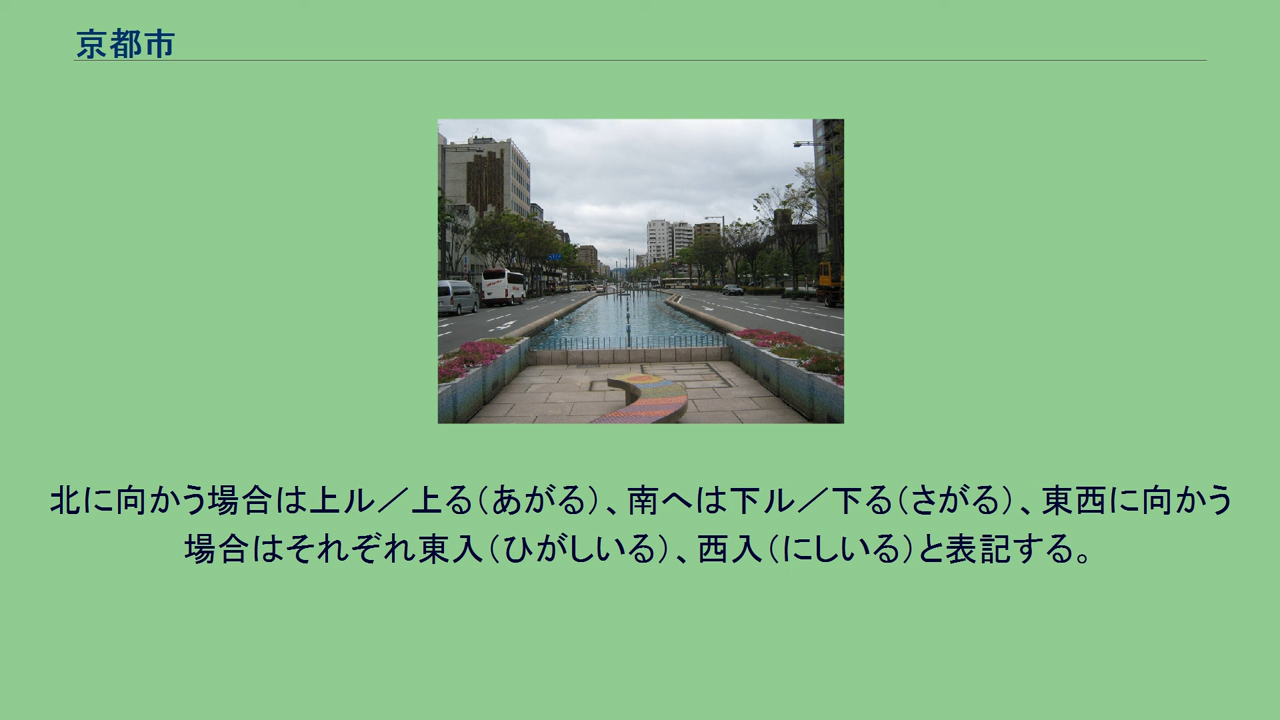 京都市
北に向かう場合は上ル／上る（あがる）、南へは下ル／下る（さがる）、東西に向かう
場合はそれぞれ東入（ひがしいる）、西入（にしいる）と表記する。